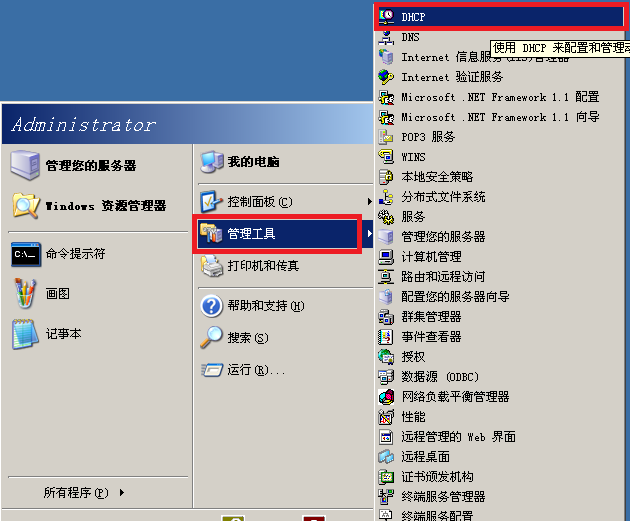 Administrator
管理您的服务器
Windows 资源管理器
命令提示符
C:\_
画图
记事本
所有程序(P)
我的电脑
控制面板(C)
管理工具
打印机和传真
帮助和支持(H)
搜索(S)
运行(R)...
DHCP
DNS
使用 DHCP 来配置和管理动
Internet 信息服务(IIS)管理器
Internet 验证服务
Microsoft .NET Framework 1.1 配置
Microsoft .NET Framework 1.1 向导
POP3 服务
WINS
本地安全策略
分布式文件系统
服务
管理您的服务器
计算机管理
路由和远程访问
配置您的服务器向导
群集管理器
事件查看器
授权
数据源 (ODBC)
网络负载平衡管理器
性能
远程管理的 Web 界面
远程桌面
证书颁发机构
终端服务管理器
终端服务配置